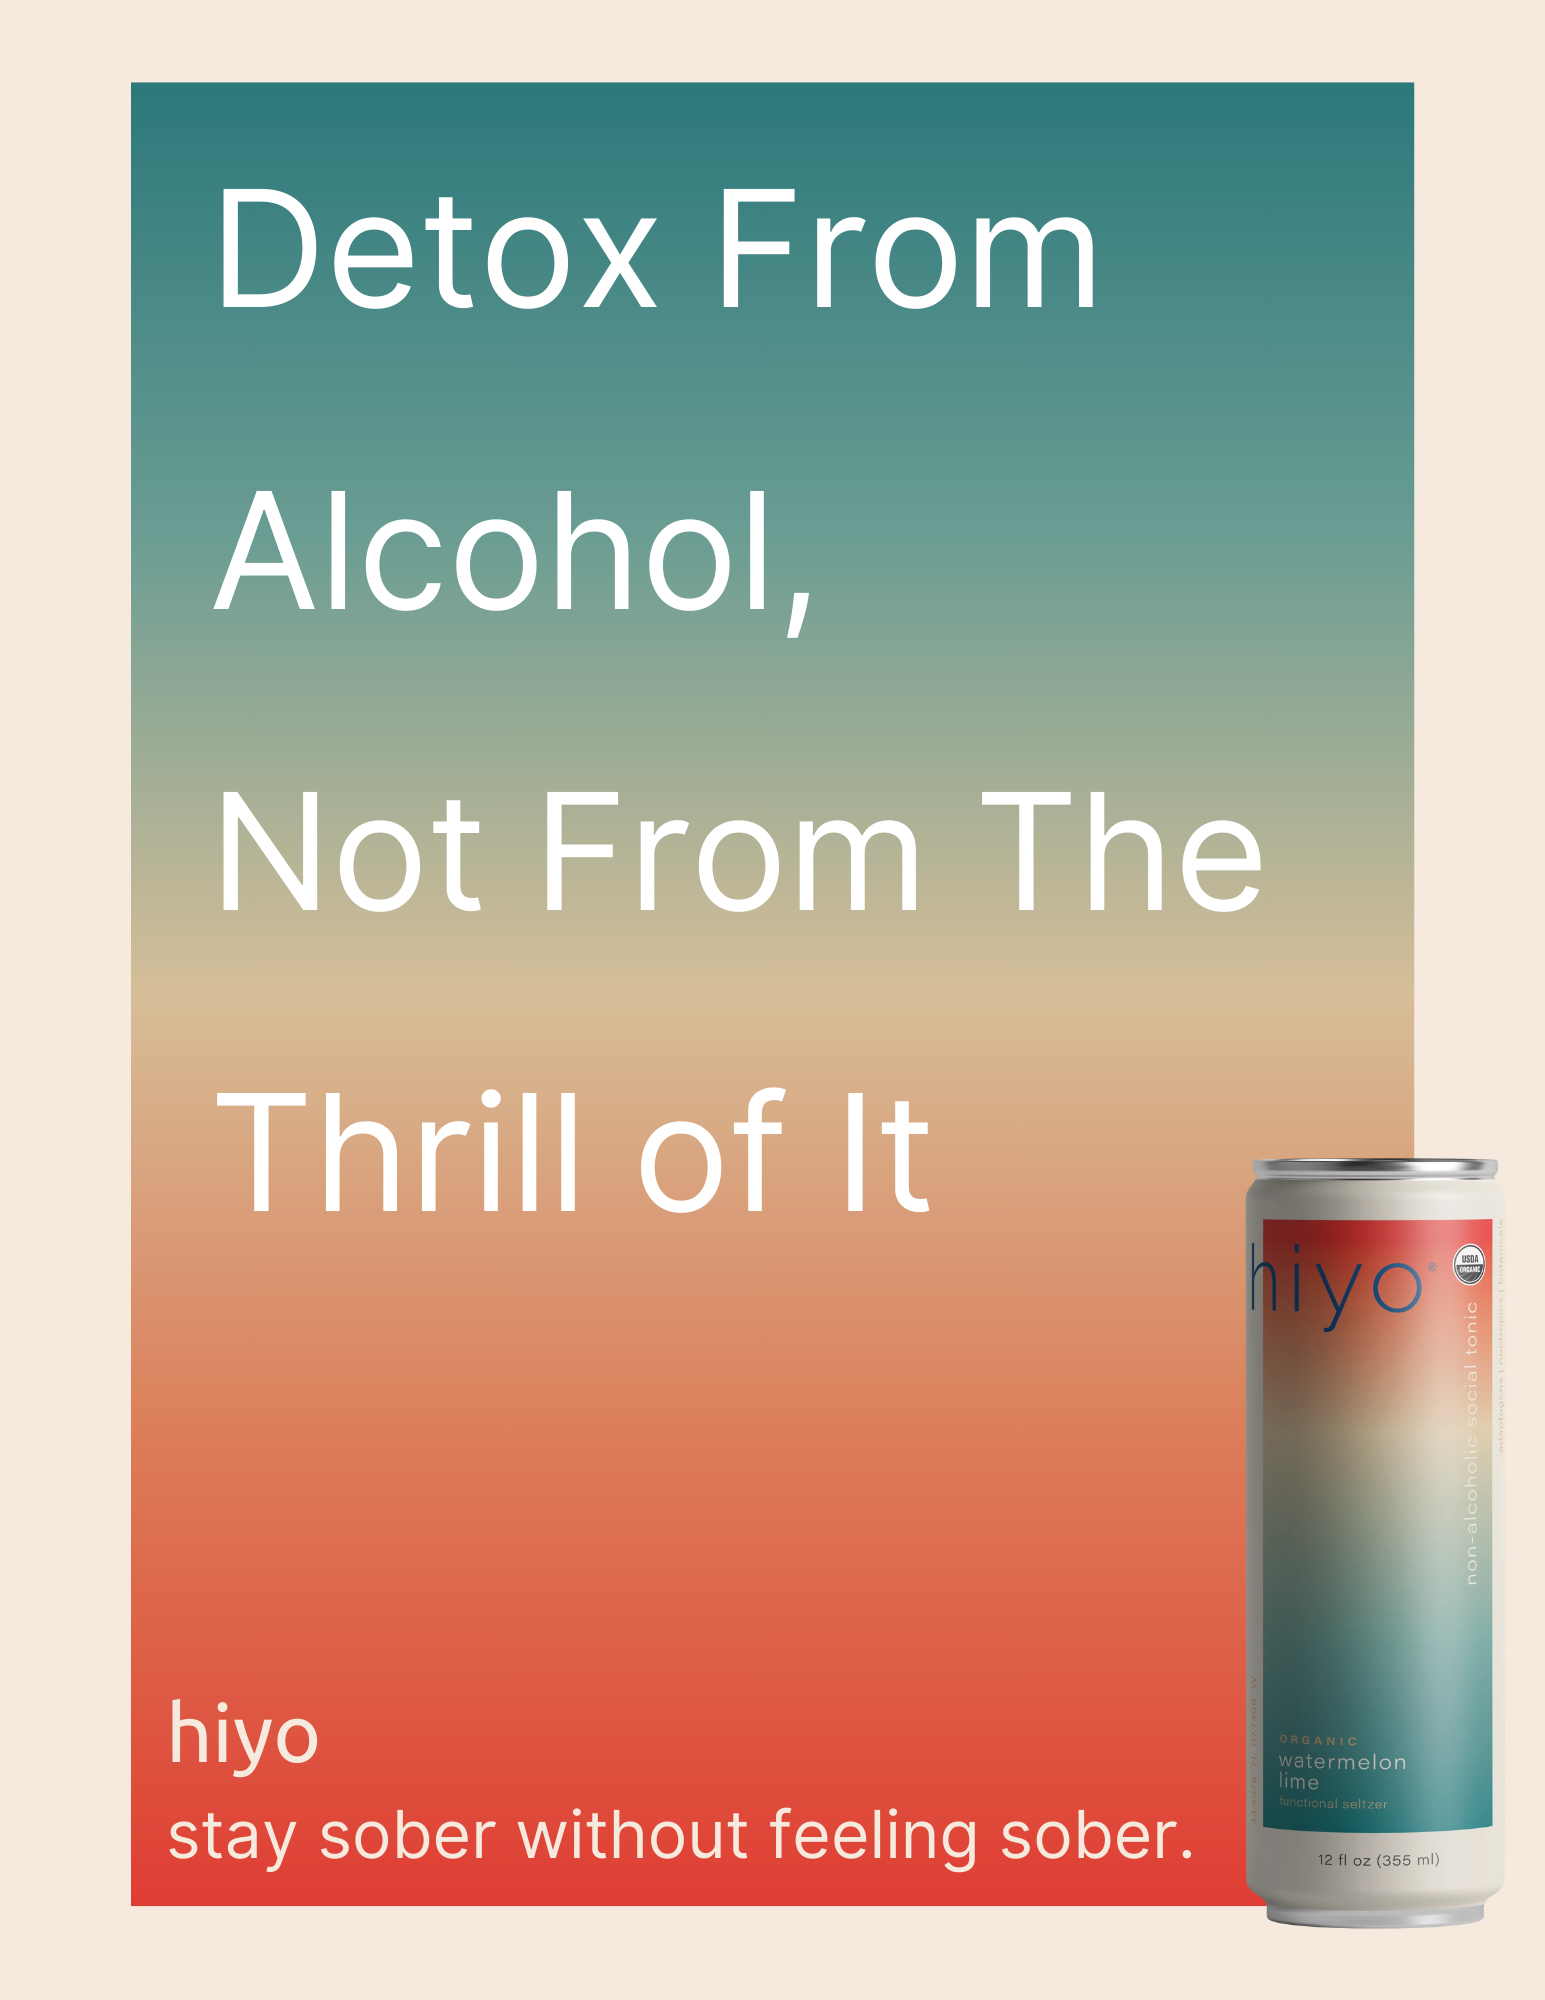 Detox From
Alcohol,
Not From The
Thrill of It
hiyo®
USDA
ORGANIC
non-alcoholic social tonic
adaptogens | nootropics | botanicals
ORGANIC
watermelon
lime
functional seltzer
12 fl oz (355 ml)
hiyo
stay sober without feeling sober.